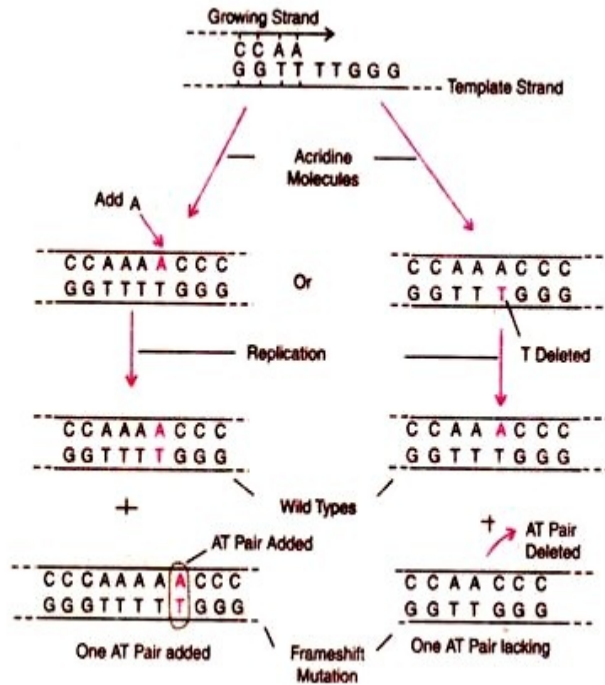 Growing Strand
C C A A
G G T T T T G G G
Template Strand
Acridine
Molecules
Add A
C C A A A A C C C
G G T T T T T G G G
Or
C C A A A C C C
G G T T T G G G
T Deleted
Replication
C C A A A A C C C
G G T T T T G G G
C C A A A C C C
G G T T T G G G
+
Wild Types
+
AT Pair
Deleted
AT Pair Added
C C C A A A A A C C C
G G G T T T T T G G G
C C A A C C C
G G T T G G G
One AT Pair added
Frameshift
Mutation
One AT Pair lacking